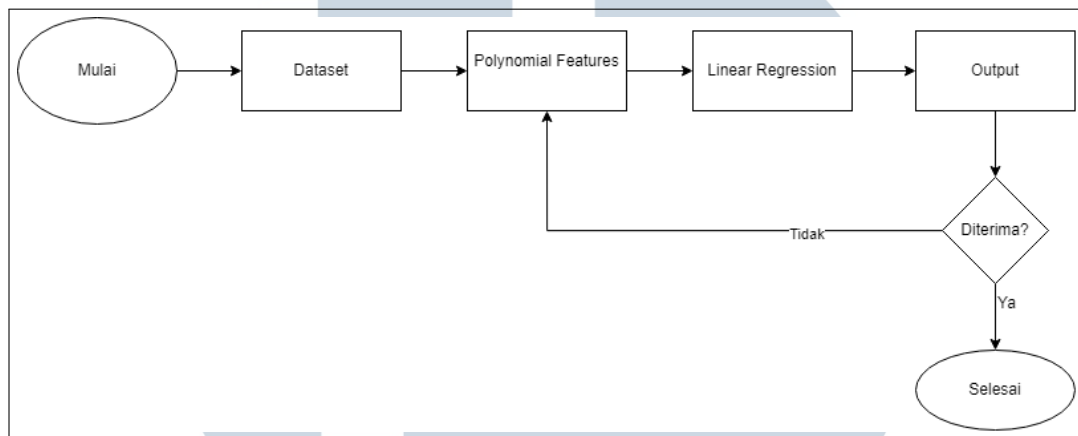 Mulai
Dataset
Polynomial Features
Linear Regression
Output
Diterima?
Tidak
Ya
Selesai